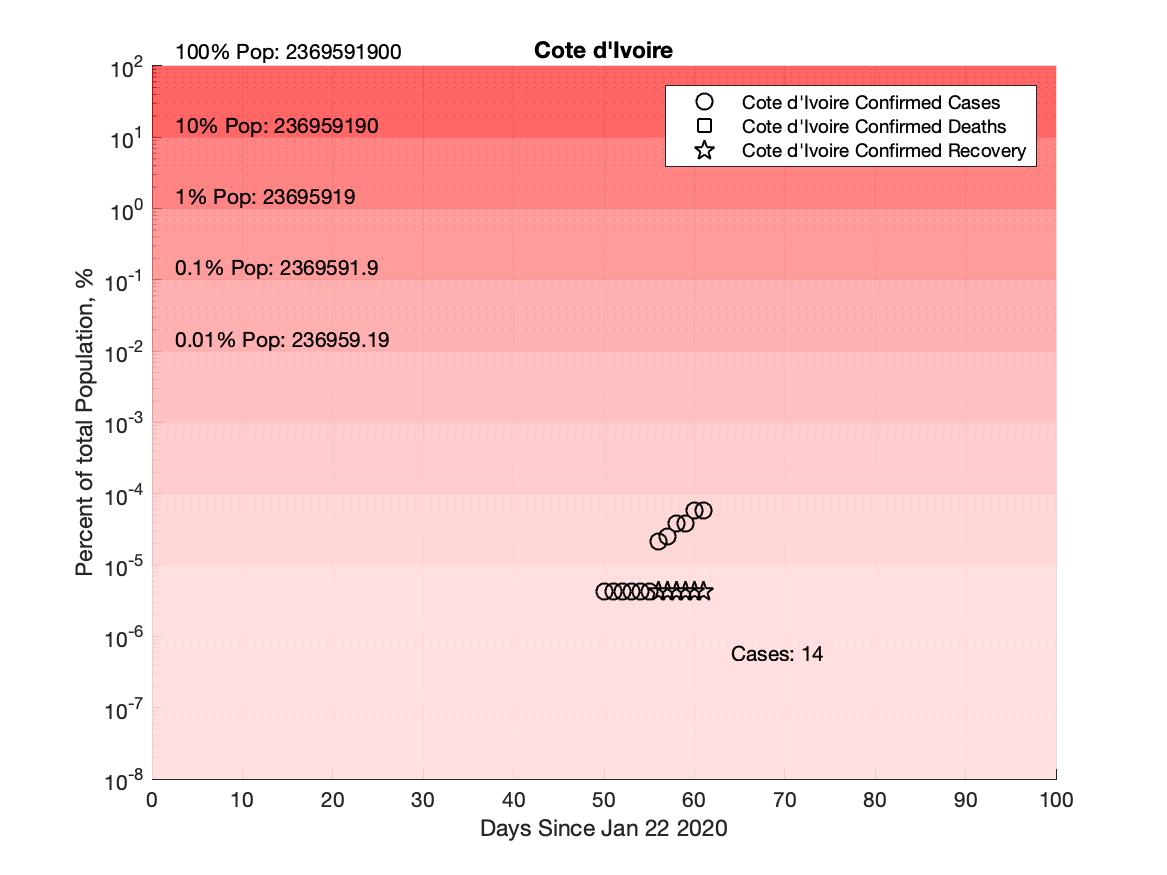 Cote d'Ivoire
100% Pop: 2369591900
10% Pop: 236959190
1% Pop: 23695919
0.1% Pop: 2369591.9
0.01% Pop: 236959.19
Cote d'Ivoire Confirmed Cases
Cote d'Ivoire Confirmed Deaths
Cote d'Ivoire Confirmed Recovery
Cases: 14
Percent of total Population, %
10^2
10^1
10^0
10^-1
10^-2
10^-3
10^-4
10^-5
10^-6
10^-7
10^-8
0 10 20 30 40 50 60 70 80 90 100
Days Since Jan 22 2020